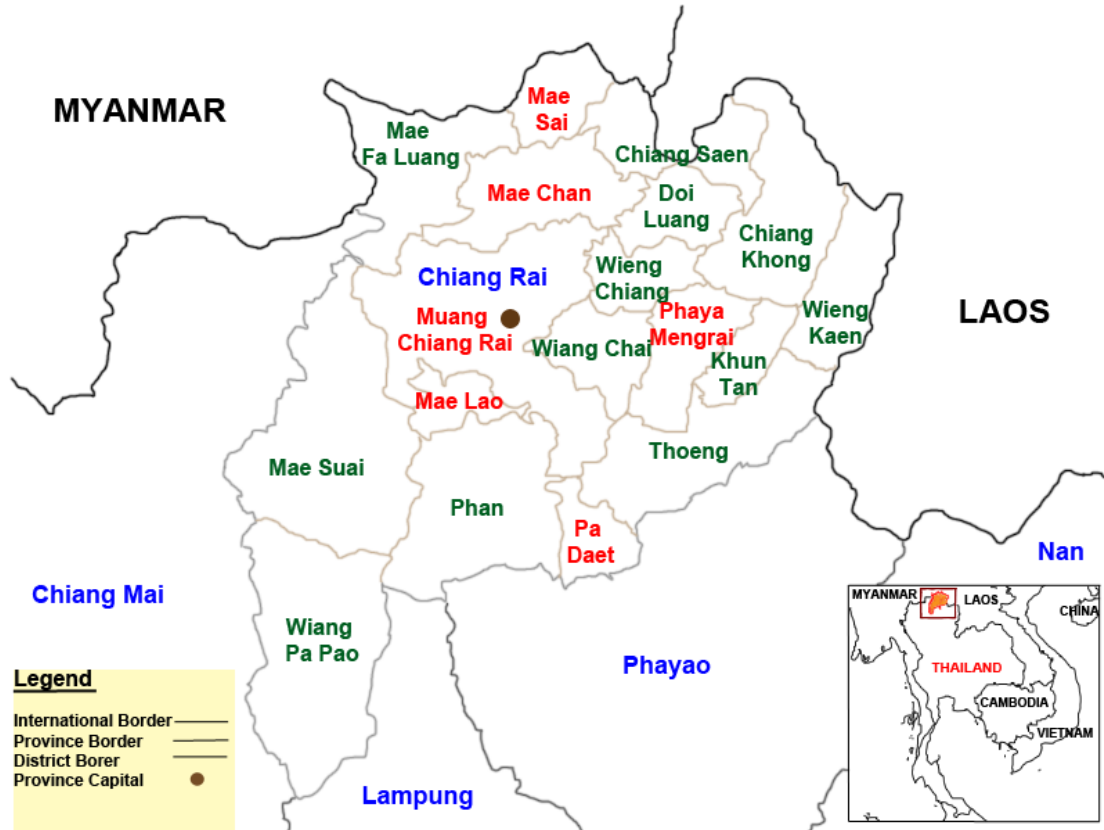 MYANMAR
Mae
Sai
Mae
Fa Luang
Chiang Saen
Mae Chan
Doi
Luang
Chiang
Khong
Chiang Rai
Wieng
Chiang
LAOS
Muang
Chiang Rai
Phaya
Mengrai
Wieng
Kaen
Wiang Chai
Khun
Tan
Mae Lao
Thoeng
Mae Suai
Phan
Pa
Daet
Nan
Chiang Mai
Wiang
Pa Pao
Phayao
Lampung
Legend
International Border
Province Border
District Borer
Province Capital
MYANMAR
LAOS
CHINA
THAILAND
CAMBODIA
VIETNAM